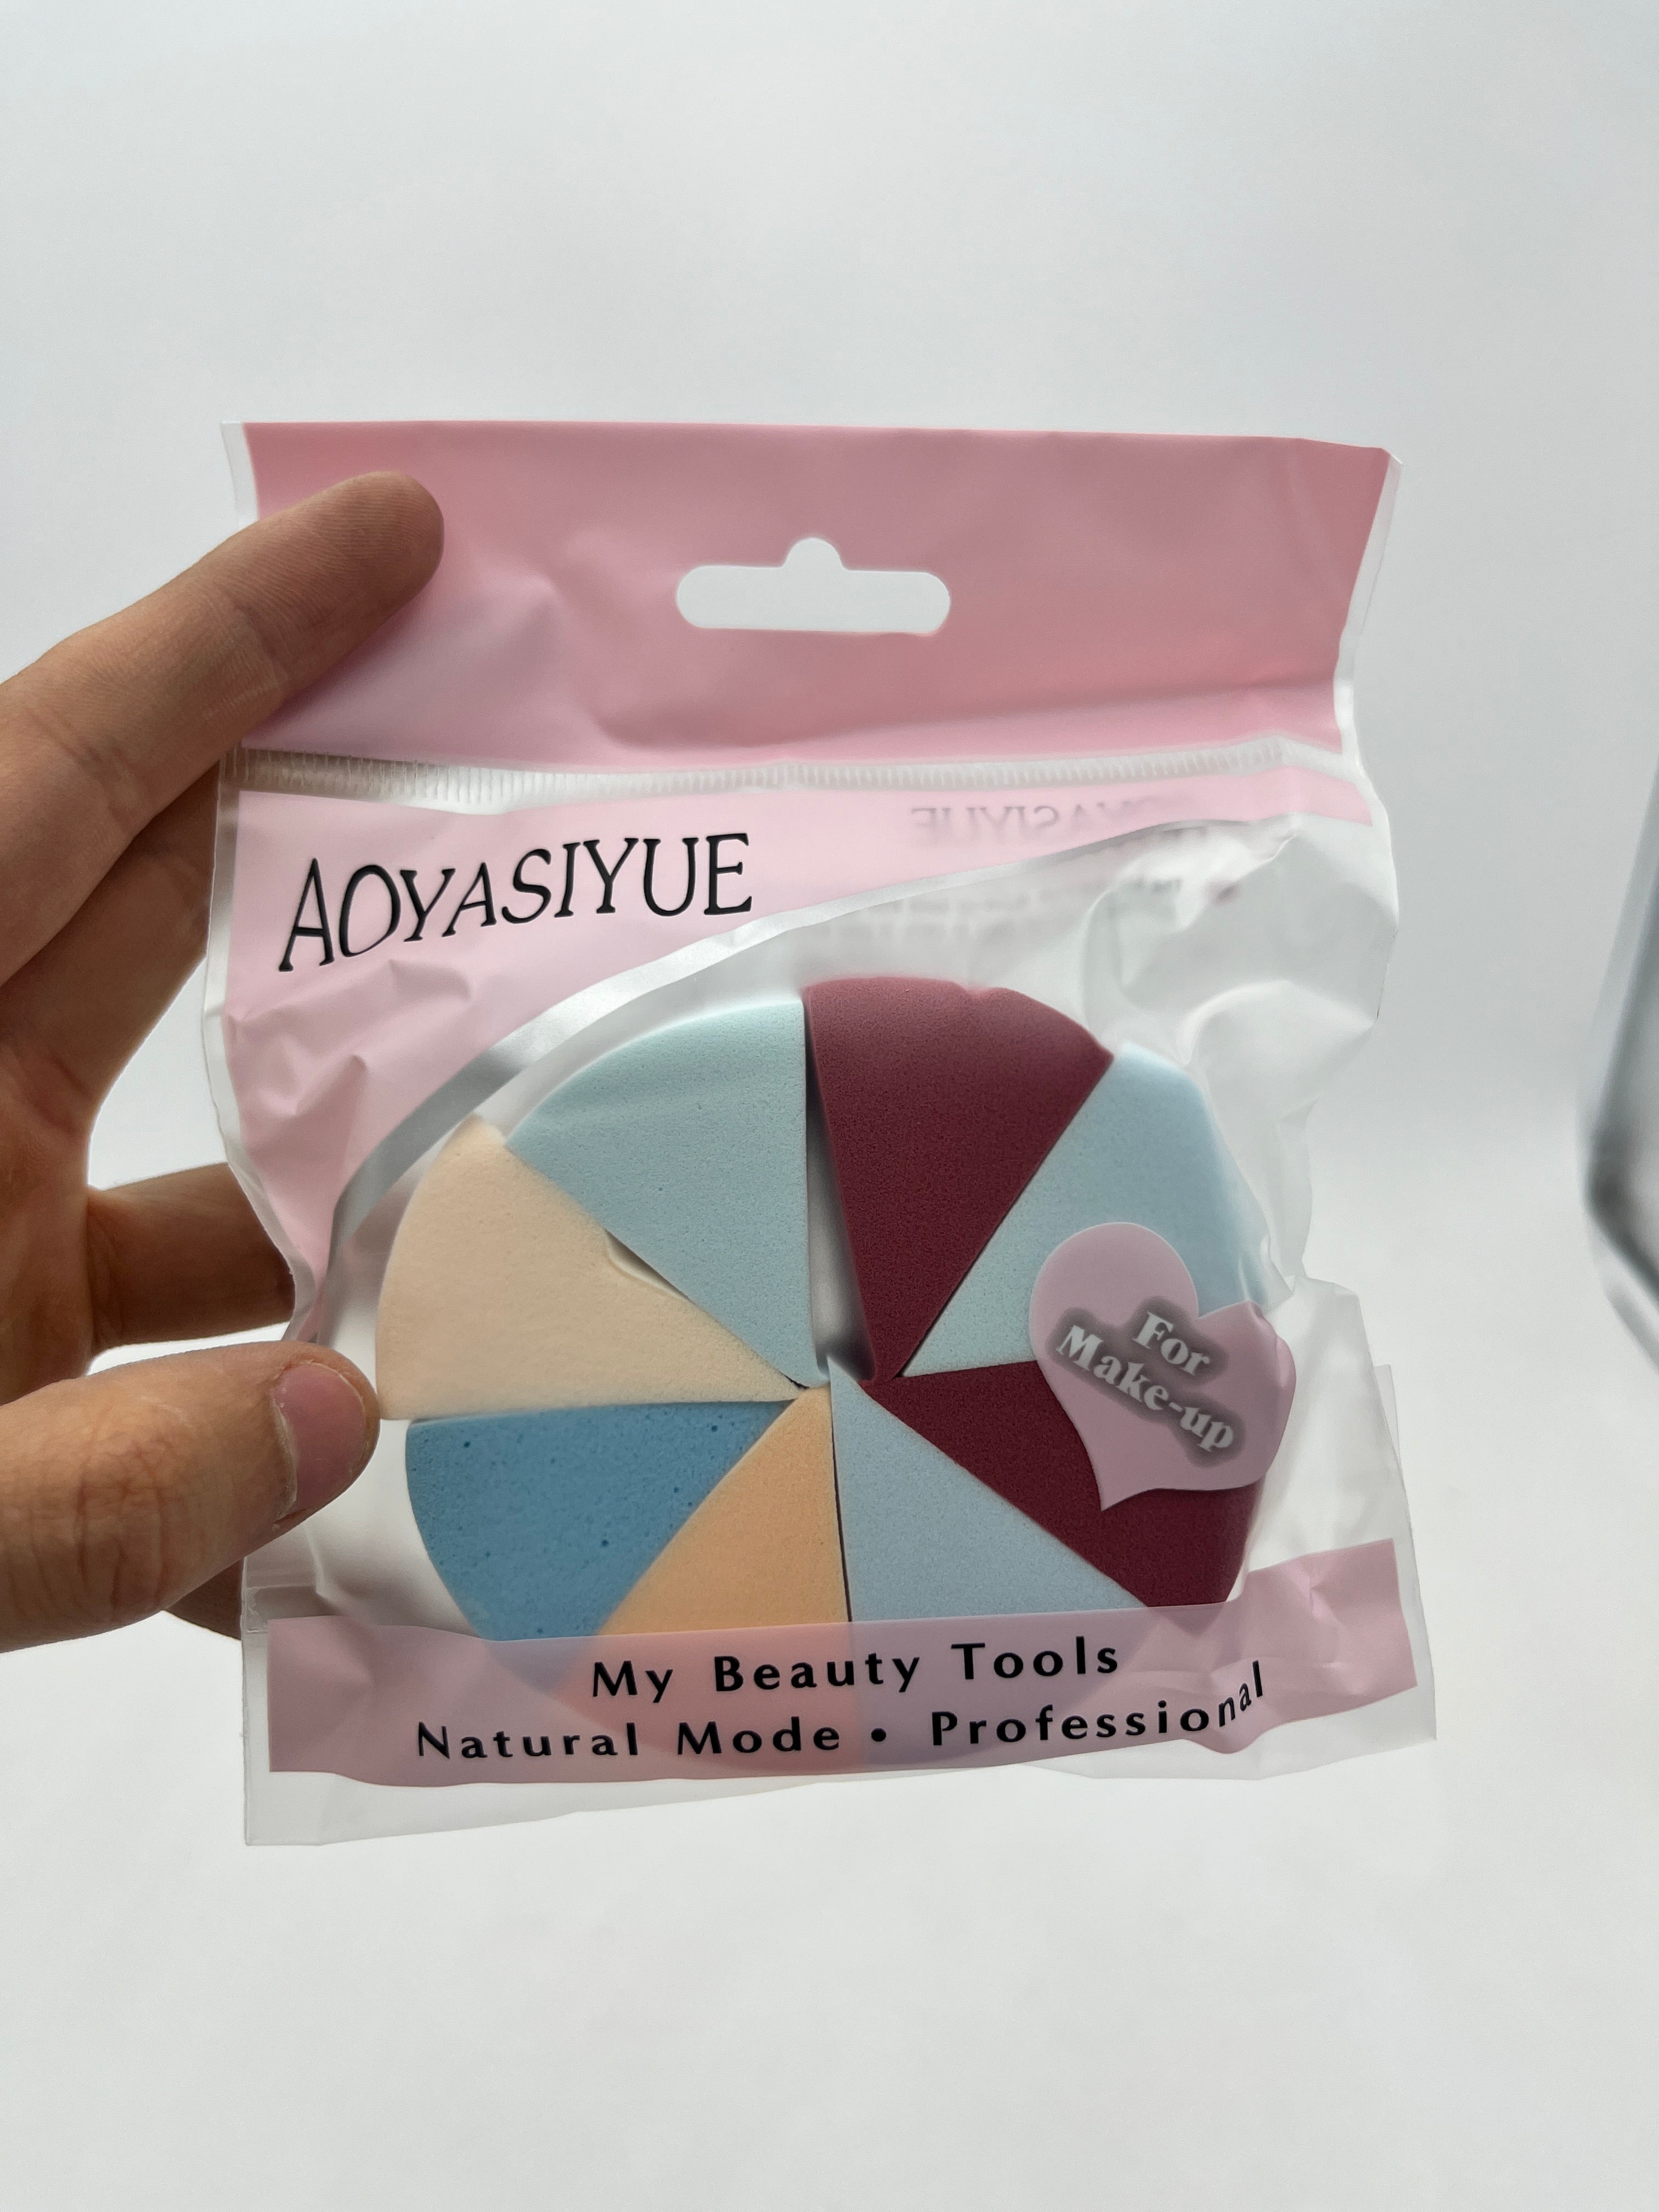 AOYASIYUE
For
Make-up
My Beauty Tools
Natural Mode • Professional